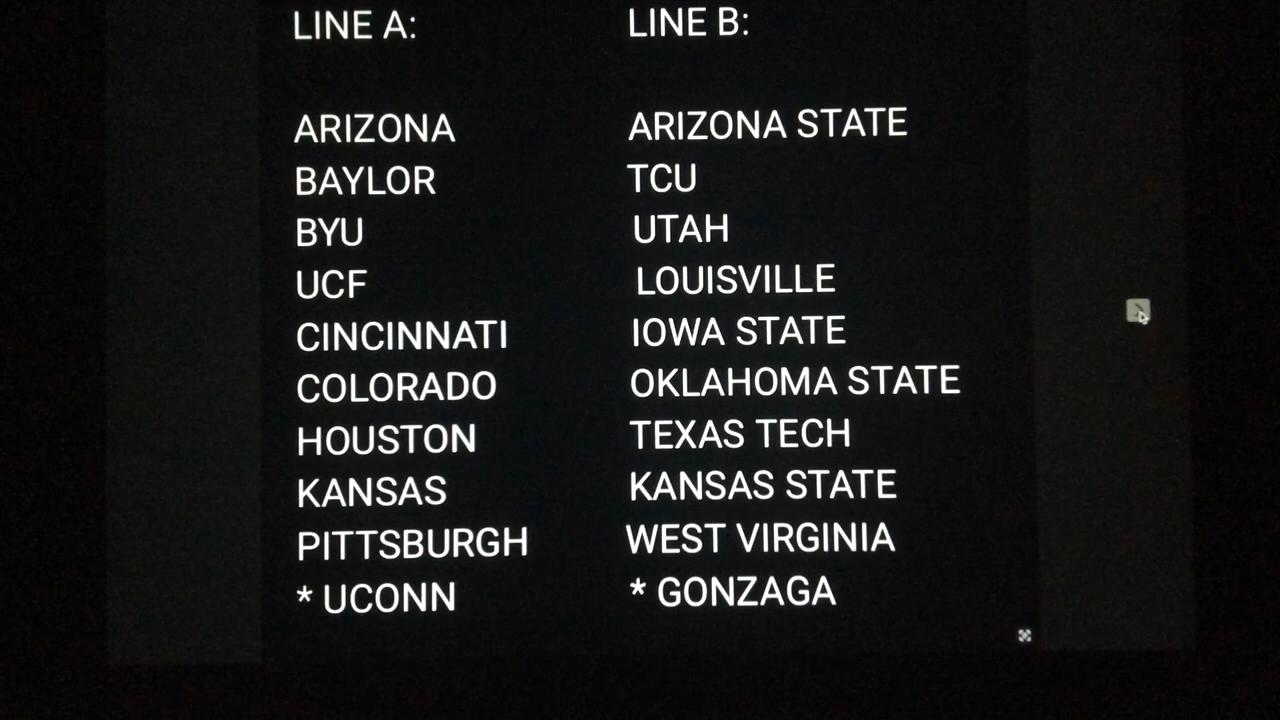 LINE A: LINE B:
ARIZONA ARIZONA STATE
BAYLOR TCU
BYU UTAH
UCF LOUISVILLE
CINCINNATI IOWA STATE
COLORADO OKLAHOMA STATE
HOUSTON TEXAS TECH
KANSAS KANSAS STATE
PITTSBURGH WEST VIRGINIA
* UCONN * GONZAGA